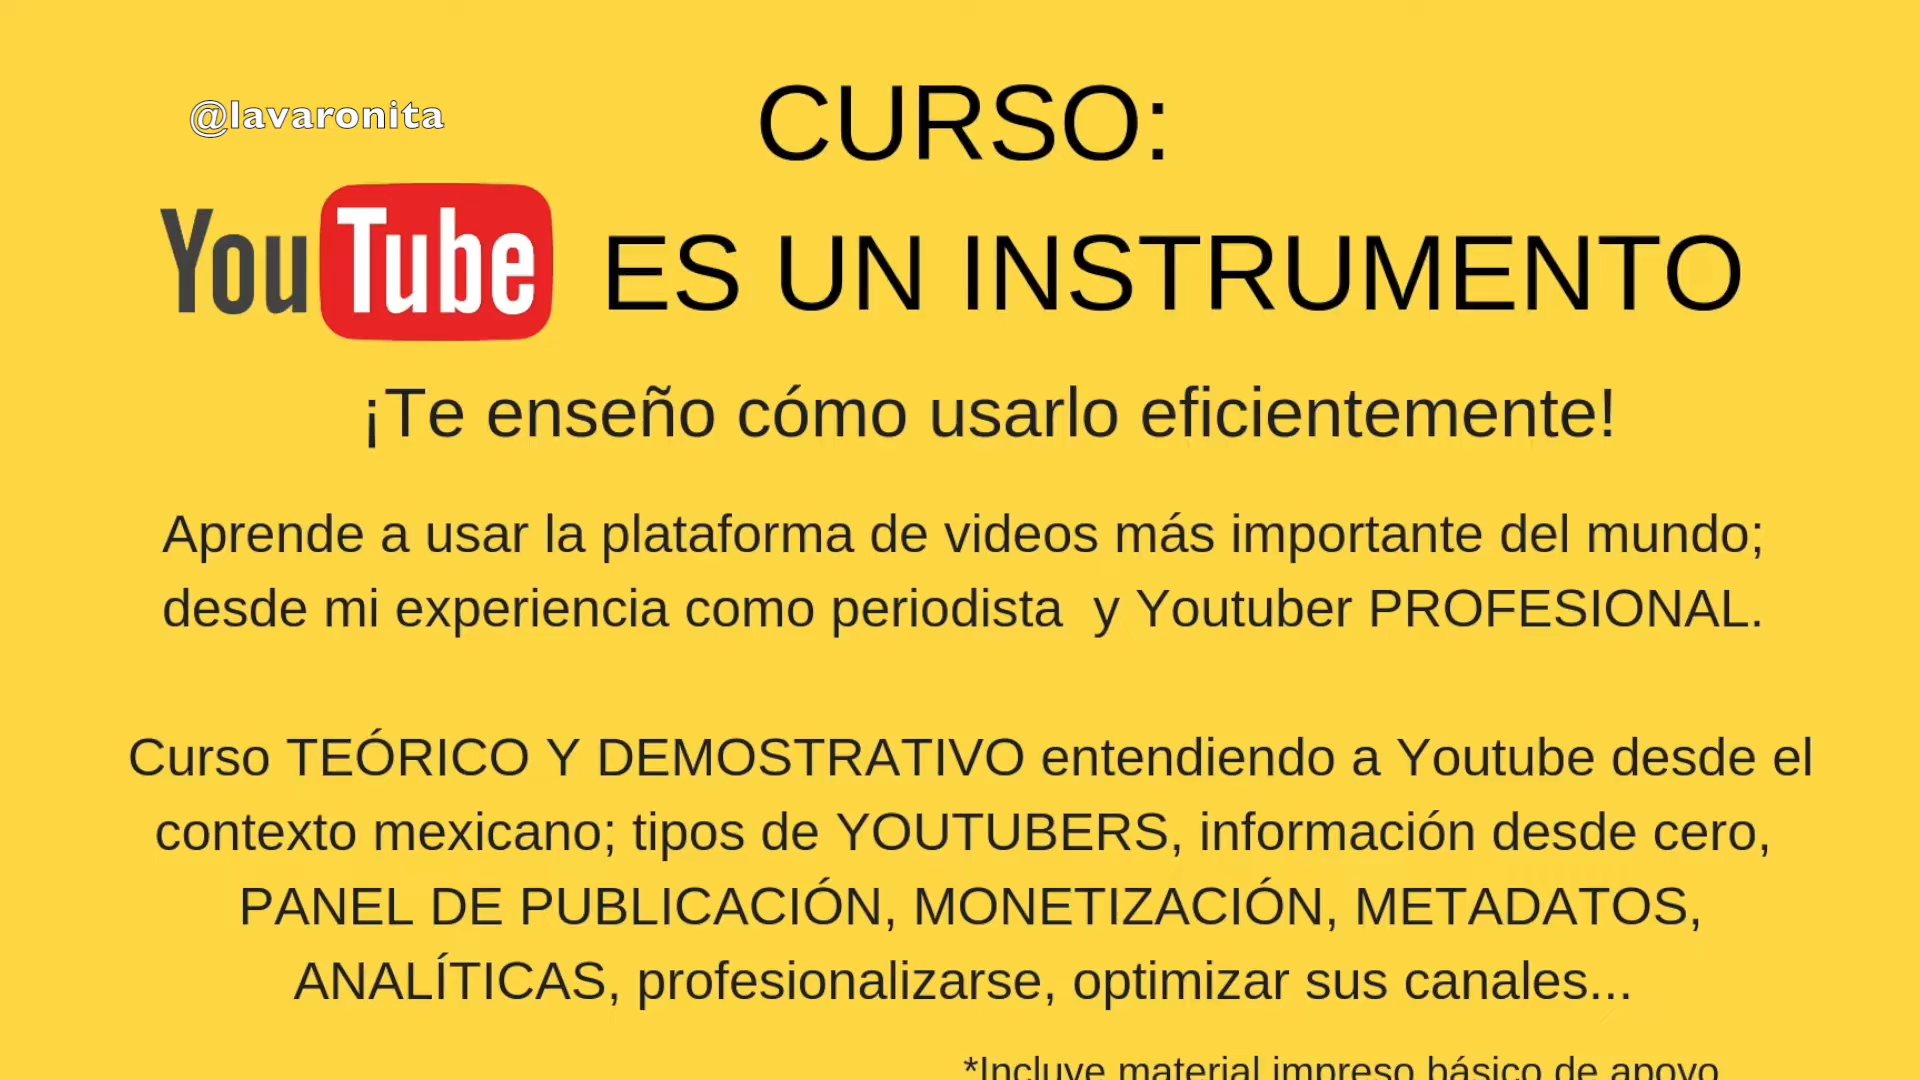 @lavaronita
CURSO:
YouTube ES UN INSTRUMENTO
¡Te enseño cómo usarlo eficientemente!
Aprende a usar la plataforma de videos más importante del mundo;
desde mi experiencia como periodista y Youtuber PROFESIONAL.
Curso TEÓRICO Y DEMOSTRATIVO entendiendo a Youtube desde el
contexto mexicano; tipos de YOUTUBERS, información desde cero,
PANEL DE PUBLICACIÓN, MONETIZACIÓN, METADATOS,
ANALÍTICAS, profesionalizarse, optimizar sus canales...
*Incluye material impreso básico de apoyo